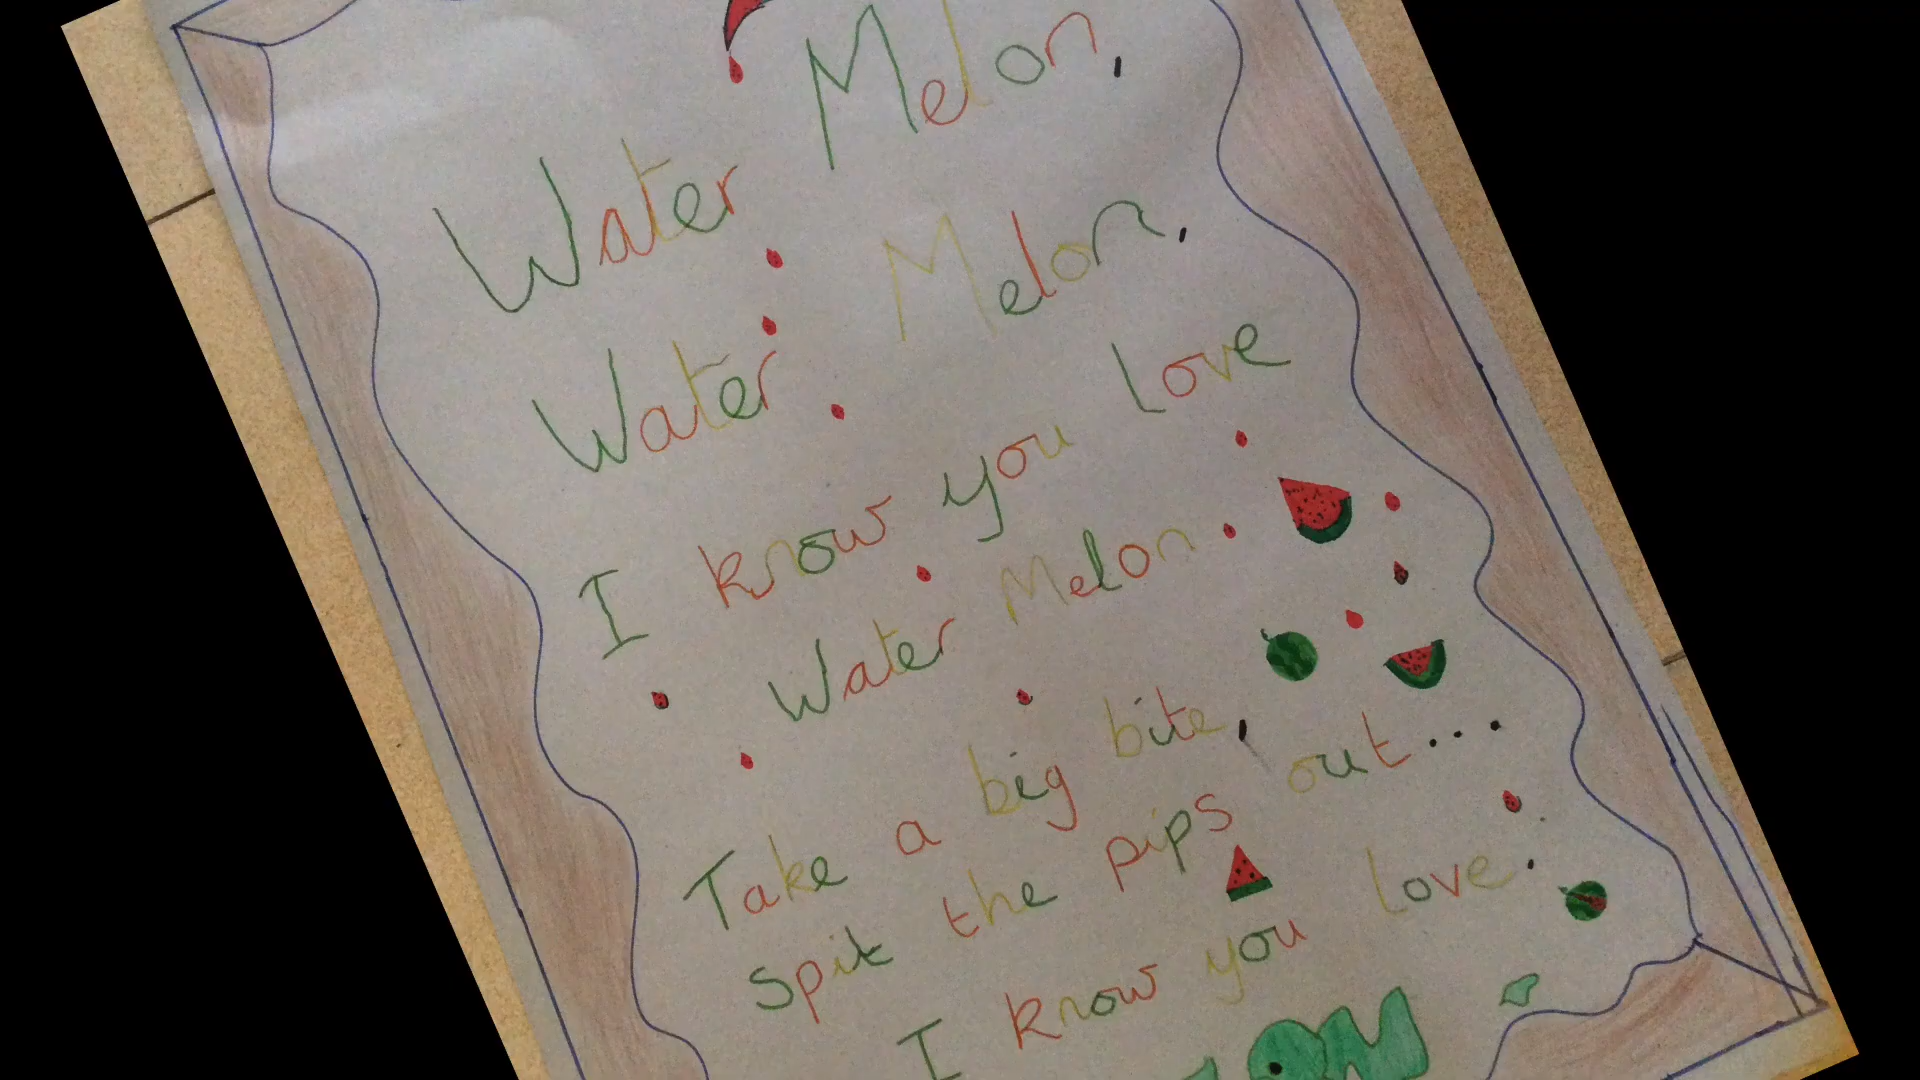 Water Melon,
Water Melon,
I know you love
Water Melon
Take a big bite,
Spit the pips out....
I know you love.